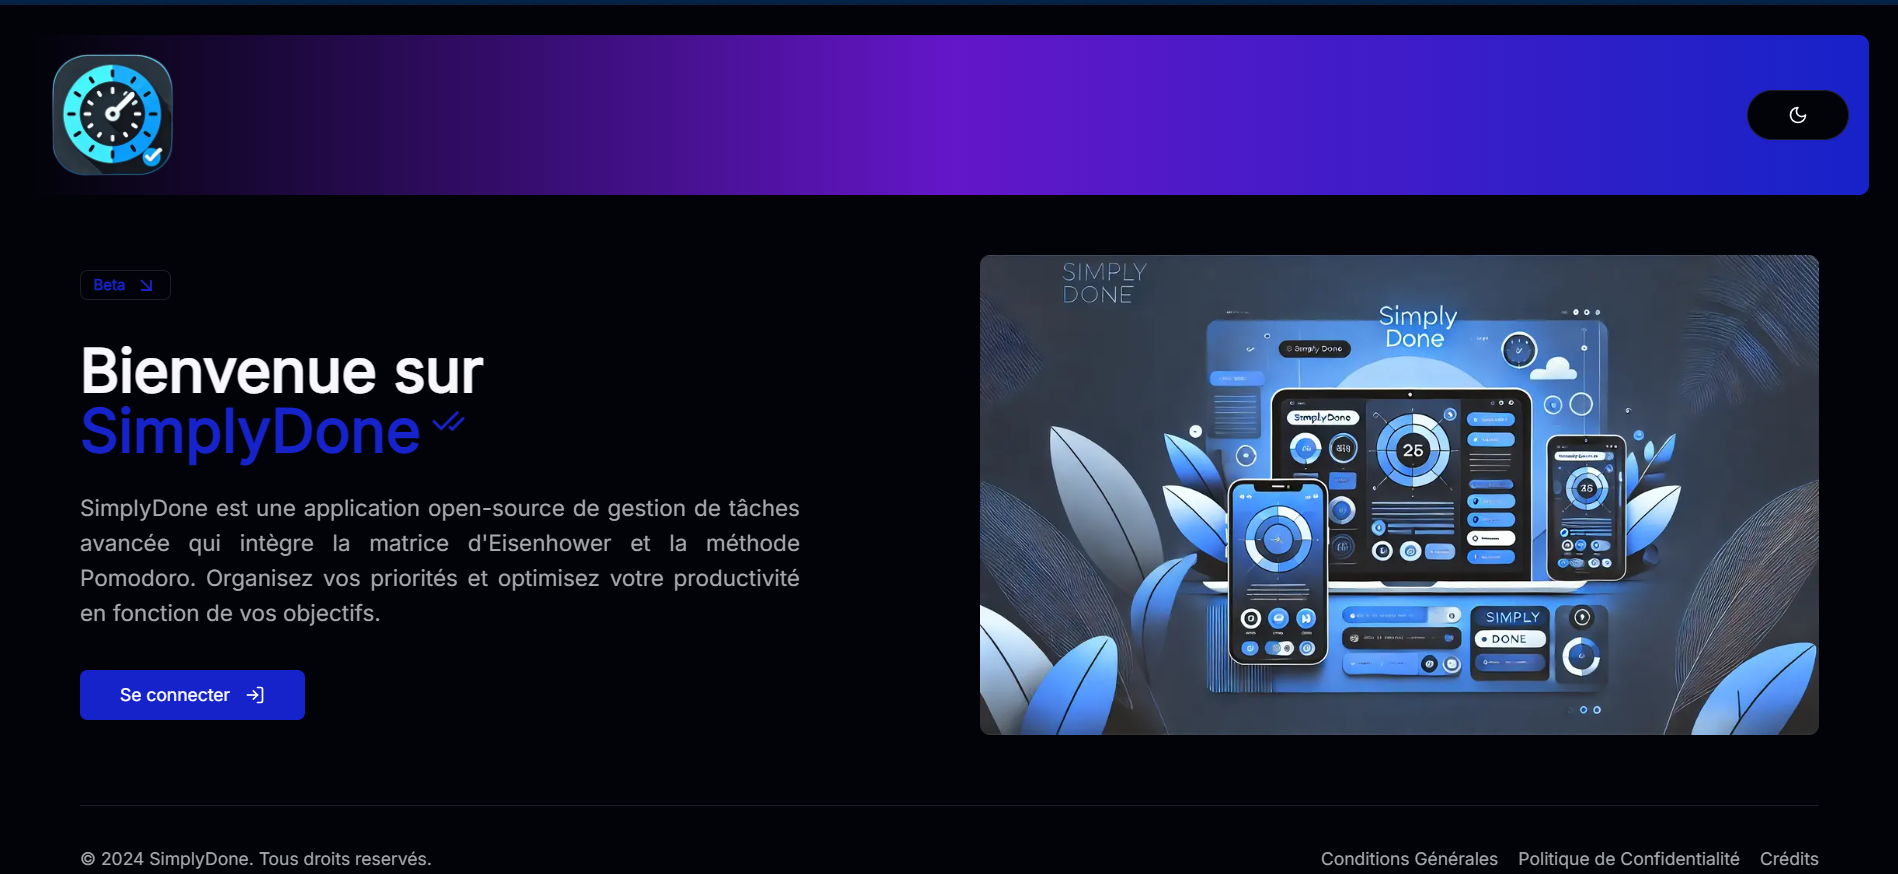 Beta
Bienvenue sur
SimplyDone
SimplyDone est une application open-source de gestion de tâches
avancée qui intègre la matrice d'Eisenhower et la méthode
Pomodoro. Organisez vos priorités et optimisez votre productivité
en fonction de vos objectifs.
Se connecter
SIMPLY
DONE
Simply
Done
Simply Done
SimplyDone
25
SIMPLY
DONE
© 2024 SimplyDone. Tous droits reservés.
Conditions Générales Politique de Confidentialité Crédits